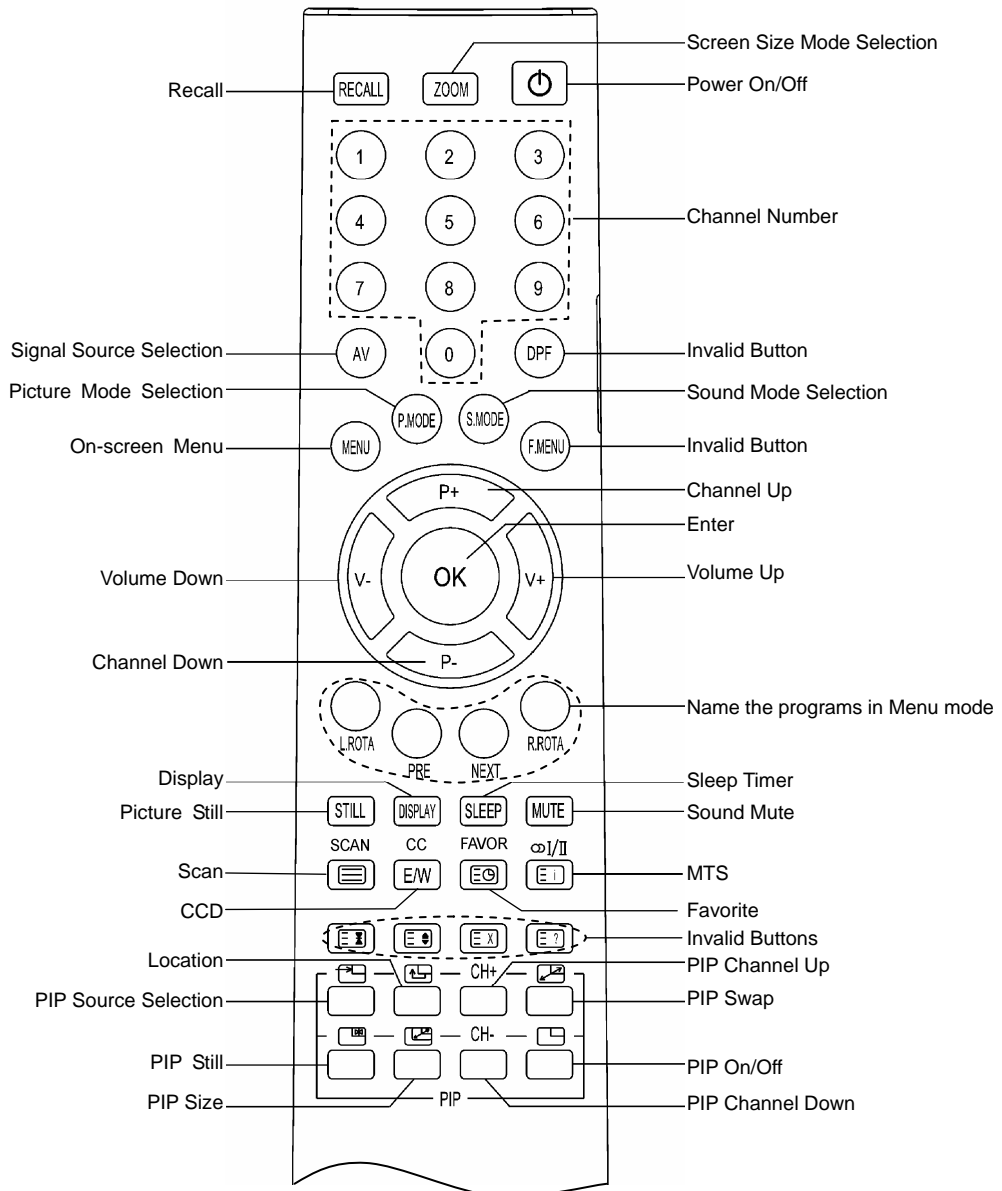 Screen Size Mode Selection
Recall
RECALL
ZOOM
Power On/Off
1
2
3
4
5
6
Channel Number
7
8
9
Signal Source Selection
AV
0
DPF
Invalid Button
Picture Mode Selection
P.MODE
S.MODE
Sound Mode Selection
On-screen Menu
MENU
F.MENU
Invalid Button
P+
Channel Up
Enter
Volume Down
V-
OK
V+
Volume Up
Channel Down
P-
Name the programs in Menu mode
L.ROTA
PRE
NEXT
R.ROTA
Display
Sleep Timer
Picture Still
STILL
DISPLAY
SLEEP
MUTE
Sound Mute
SCAN
CC
FAVOR
I/II
Scan
E/W
i
MTS
CCD
Favorite
X
?
Invalid Buttons
Location
CH+
PIP Channel Up
PIP Source Selection
PIP Swap
CH-
PIP Still
PIP On/Off
PIP Size
PIP
PIP Channel Down